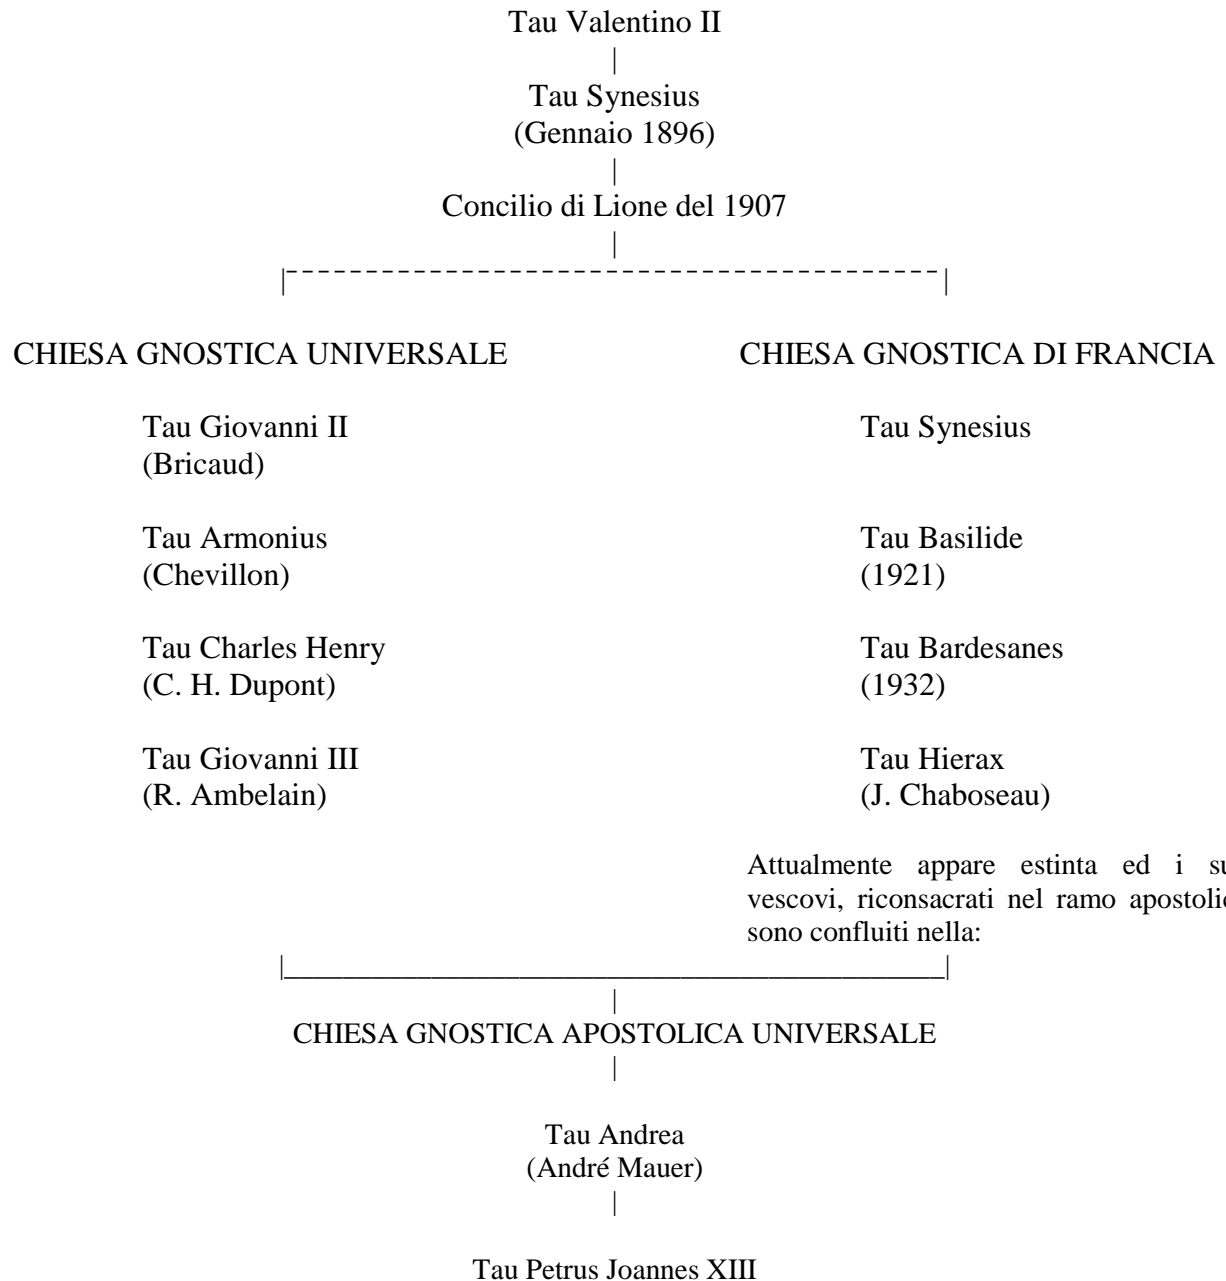 Tau Valentino II
Tau Synesius
(Gennaio 1896)
Concilio di Lione del 1907
CHIESA GNOSTICA UNIVERSALE
Tau Giovanni II
(Bricaud)
Tau Armonius
(Chevillon)
Tau Charles Henry
(C. H. Dupont)
Tau Giovanni III
(R. Ambelain)
CHIESA GNOSTICA DI FRANCIA
Tau Synesius
Tau Basilide
(1921)
Tau Bardesanes
(1932)
Tau Hierax
(J. Chaboseau)
Attualmente appare estinta ed i
vescovi, riconsacrati nel ramo
sono confluiti nella:
CHIESA GNOSTICA APOSTOLICA UNIVERSALE
Tau Andrea
(André Mauer)
Tau Petrus Joannes XIII